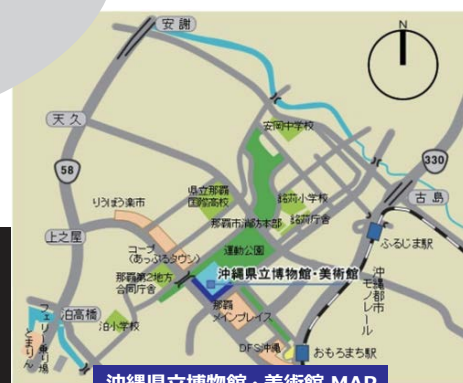 安謝
N
天久
安岡中学校
58
330
県立那覇
国際高校
古島
りうぼう楽市
銘苅小学校
那覇市消防本部
銘苅庁舎
上之屋
ふるじま駅
コープ
(あっぷるタウン)
運動公園
沖縄県立博物館・美術館
那覇第2地方
合同庁舎
沖縄都市
モノレール
泊高橋
那覇
メインプレイス
フェリー乗り場
とまりん
泊小学校
DFS沖縄
おもろまち駅
沖縄県立博物館・美術館 MAP